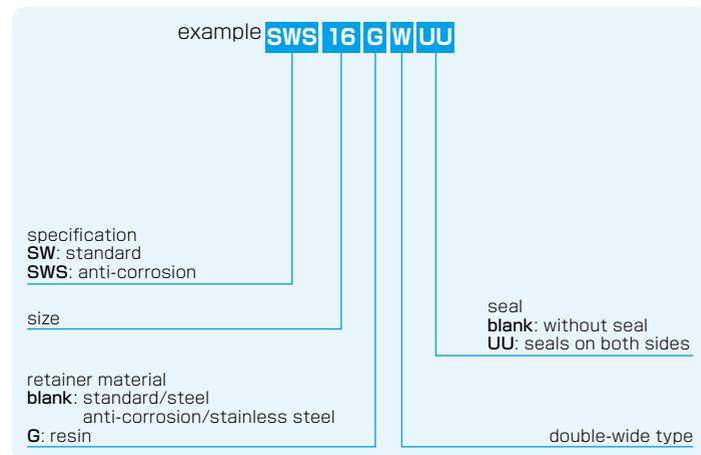 example SWS 16 G W UU
specification
SW: standard
SWS: anti-corrosion
size
retainer material
blank: standard/steel
anti-corrosion/stainless steel
G: resin
seal
blank: without seal
UU: seals on both sides
double-wide type